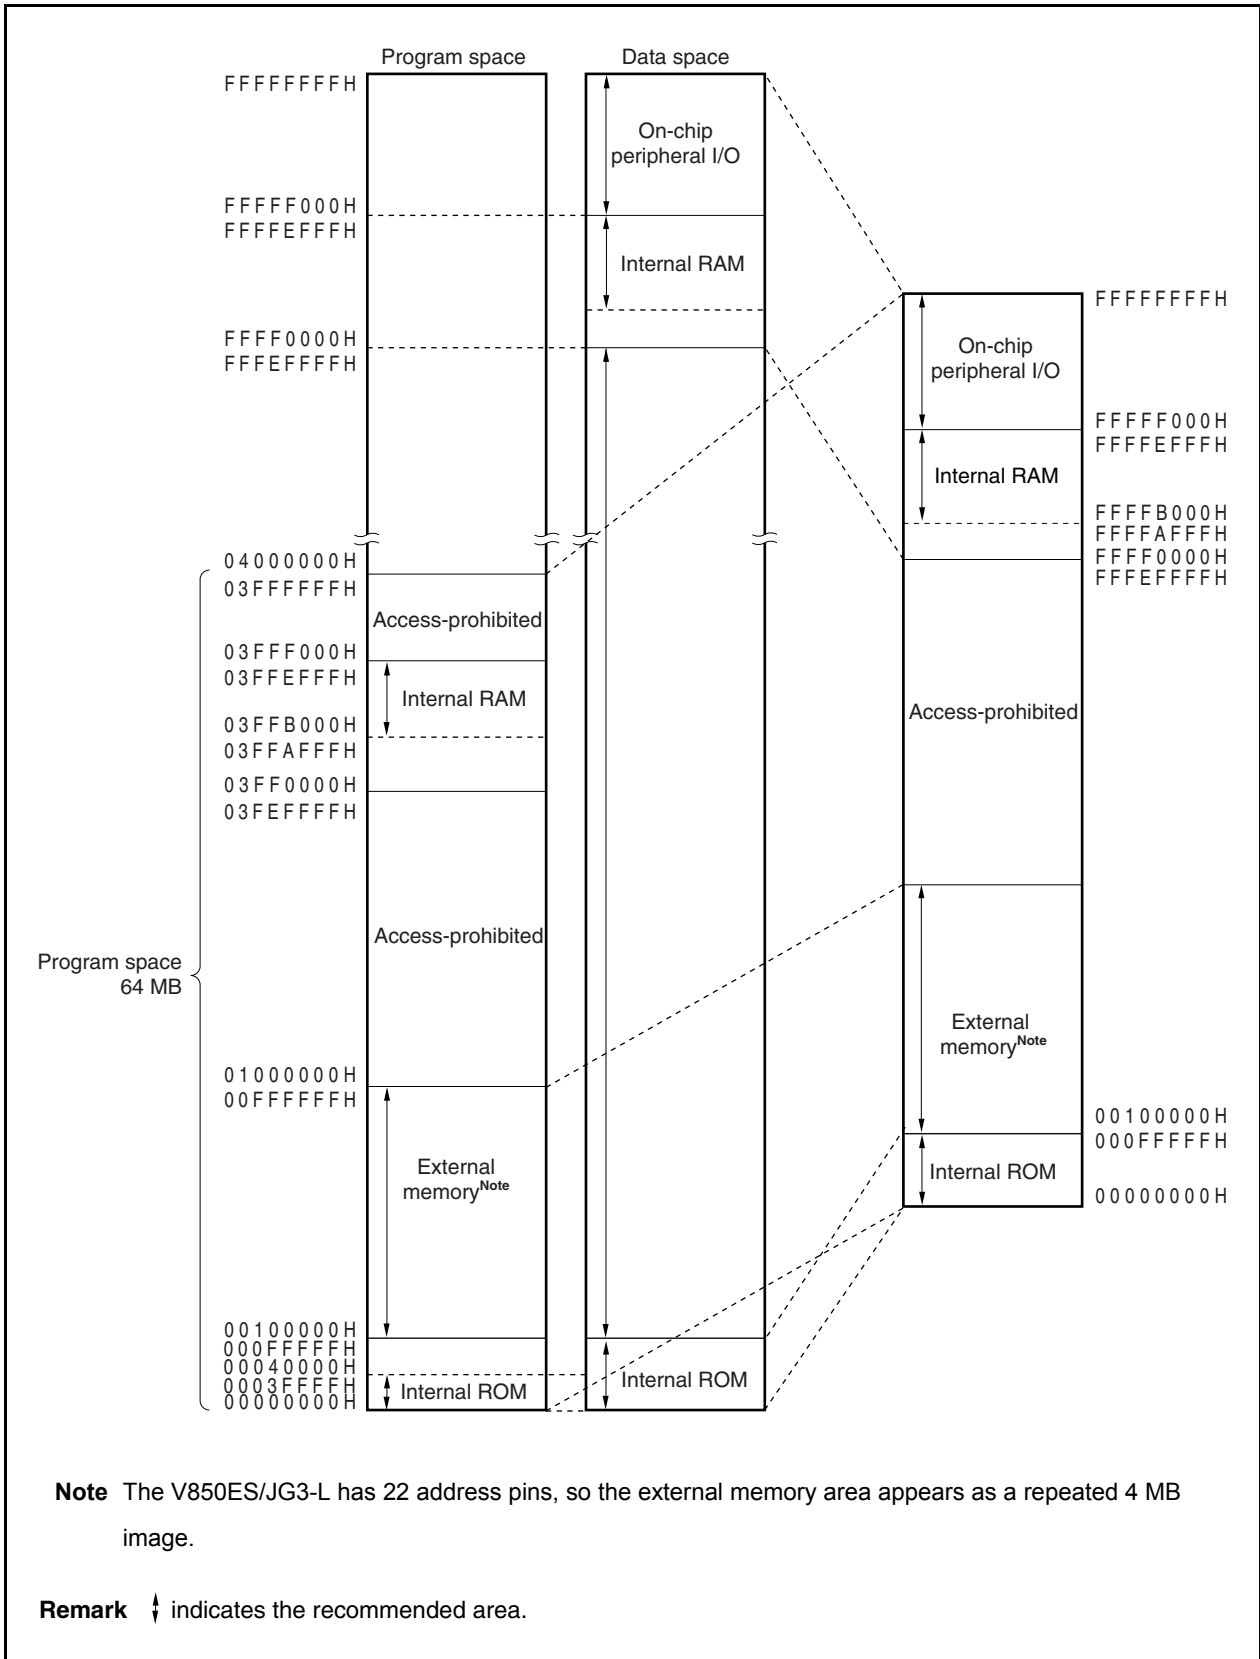 Program space
Data space
FFFFFFFFH
On-chip
peripheral I/O
FFFFF000H
FFFFEFFFH
Internal RAM
FFFF0000H
FFFEFFFFH
04000000H
03FFFFFFH
Access-prohibited
03FFF000H
03FFEFFFH
Internal RAM
03FFB000H
03FFAFFFH
03FF0000H
03FEFFFFH
Access-prohibited
Program space
64 MB
01000000H
00FFFFFFH
External
memoryNote
00100000H
000FFFFFH
00040000H
0003FFFFH
00000000H
Internal ROM
Internal ROM
FFFFFFFFH
On-chip
peripheral I/O
FFFFF000H
FFFFEFFFH
Internal RAM
FFFFB000H
FFFFAFFFH
FFFF0000H
FFFEFFFFH
Access-prohibited
External
memoryNote
00100000H
000FFFFFH
Internal ROM
00000000H
Note The V850ES/JG3-L has 22 address pins, so the external memory area appears as a repeated 4 MB
image.
Remark ↕ indicates the recommended area.